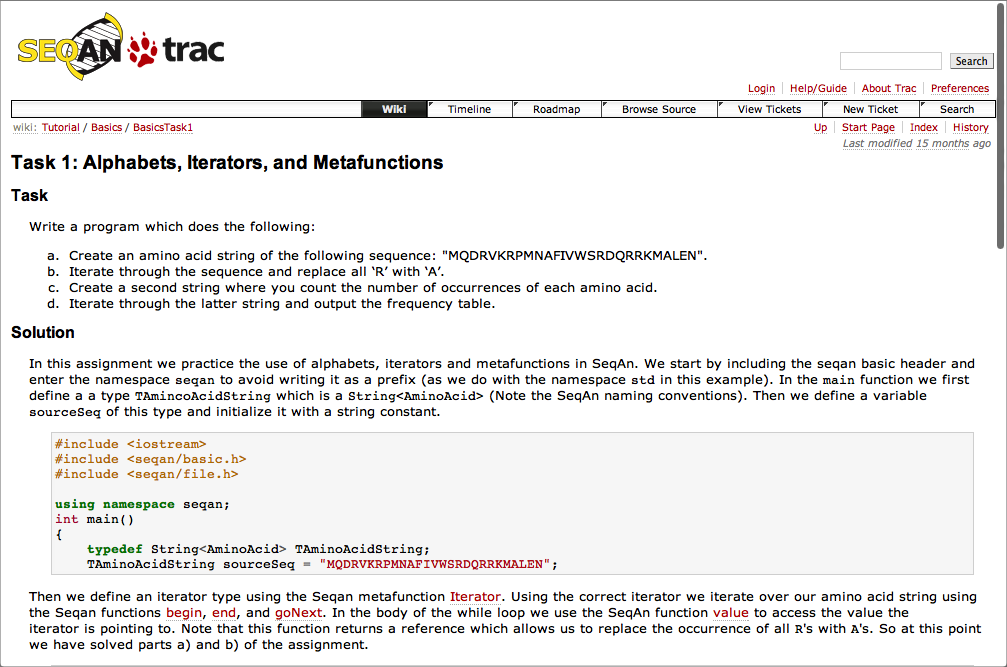 SEQAN trac
Search
Login Help/Guide About Trac Preferences
Wiki Timeline Roadmap Browse Source View Tickets New Ticket Search
wiki: Tutorial / Basics / BasicsTask1 Up Start Page Index History
Last modified 15 months ago
Task 1: Alphabets, Iterators, and Metafunctions
Task
Write a program which does the following:
a. Create an amino acid string of the following sequence: "MQDRVKRPMNAFIVWSRDQRRKMALEN".
b. Iterate through the sequence and replace all ‘R’ with ‘A’.
c. Create a second string where you count the number of occurrences of each amino acid.
d. Iterate through the latter string and output the frequency table.
Solution
In this assignment we practice the use of alphabets, iterators and metafunctions in SeqAn. We start by including the seqan basic header and
enter the namespace seqan to avoid writing it as a prefix (as we do with the namespace std in this example). In the main function we first
define a a type TAmincoAcidString which is a String<AminoAcid> (Note the SeqAn naming conventions). Then we define a variable
sourceSeq of this type and initialize it with a string constant.
#include <iostream>
#include <seqan/basic.h>
#include <seqan/file.h>
using namespace seqan;
int main()
{
typedef String<AminoAcid> TAminoAcidString;
TAminoAcidString sourceSeq = "MQDRVKRPMNAFIVWSRDQRRKMALEN";
Then we define an iterator type using the Seqan metafunction Iterator. Using the correct iterator we iterate over our amino acid string using
the Seqan functions begin, end, and goNext. In the body of the while loop we use the SeqAn function value to access the value the
iterator is pointing to. Note that this function returns a reference which allows us to replace the occurrence of all R's with A's. So at this point
we have solved parts a) and b) of the assignment.